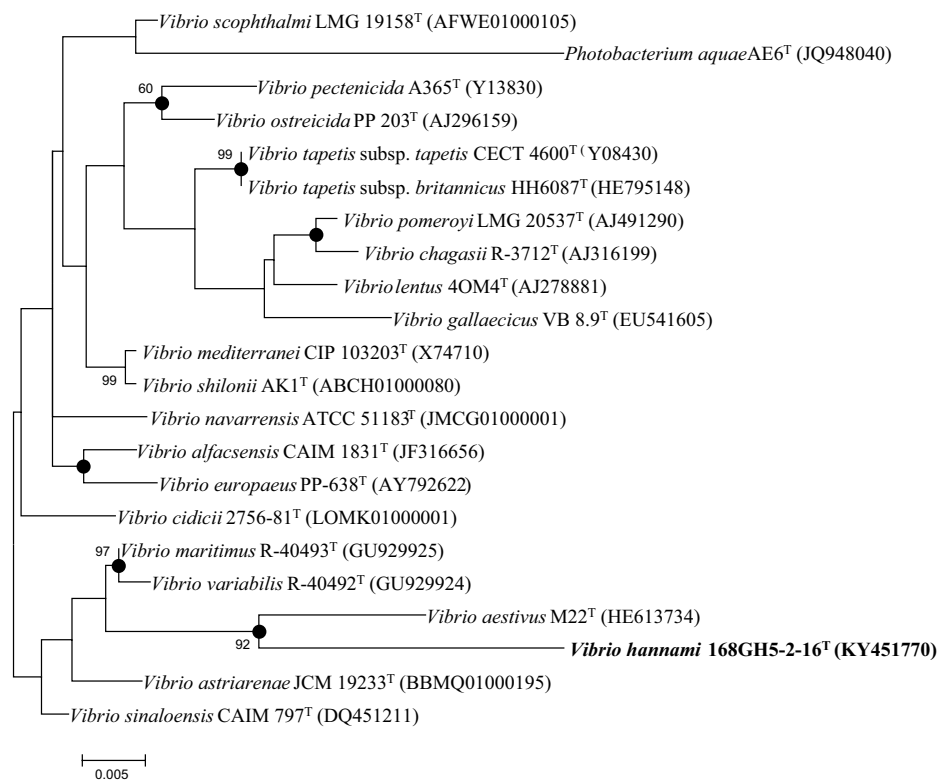 Vibrio scophthalmi LMG 19158T (AFWE01000105)
Photobacterium aquaeAE6T (JQ948040)
60
Vibrio pectenicida A365T (Y13830)
Vibrio ostreicida PP 203T (AJ296159)
99
Vibrio tapetis subsp. tapetis CECT 4600T ( Y08430)
Vibrio tapetis subsp. britannicus HH6087T (HE795148)
Vibrio pomeroyi LMG 20537T (AJ491290)
Vibrio chagasii R-3712T (AJ316199)
Vibriolentus 4OM4T (AJ278881)
Vibrio gallaecicus VB 8.9T (EU541605)
Vibrio mediterranei CIP 103203T (X74710)
99
Vibrio shilonii AK1T (ABCH01000080)
Vibrio navarrensis ATCC 51183T (JMCG01000001)
Vibrio alfacsensis CAIM 1831T (JF316656)
Vibrio europaeus PP-638T (AY792622)
Vibrio cidicii 2756-81T (LOMK01000001)
97
Vibrio maritimus R-40493T (GU929925)
Vibrio variabilis R-40492T (GU929924)
Vibrio aestivus M22T (HE613734)
92
Vibrio hannami 168GH5-2-16T (KY451770)
Vibrio astriarenae JCM 19233T (BBMQ01000195)
Vibrio sinaloensis CAIM 797T (DQ451211)
0.005